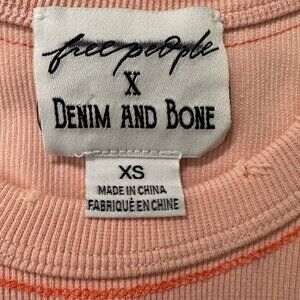 free people
X
DENIM AND BONE
XS
MADE IN CHINA
FABRIQUÉ EN CHINE